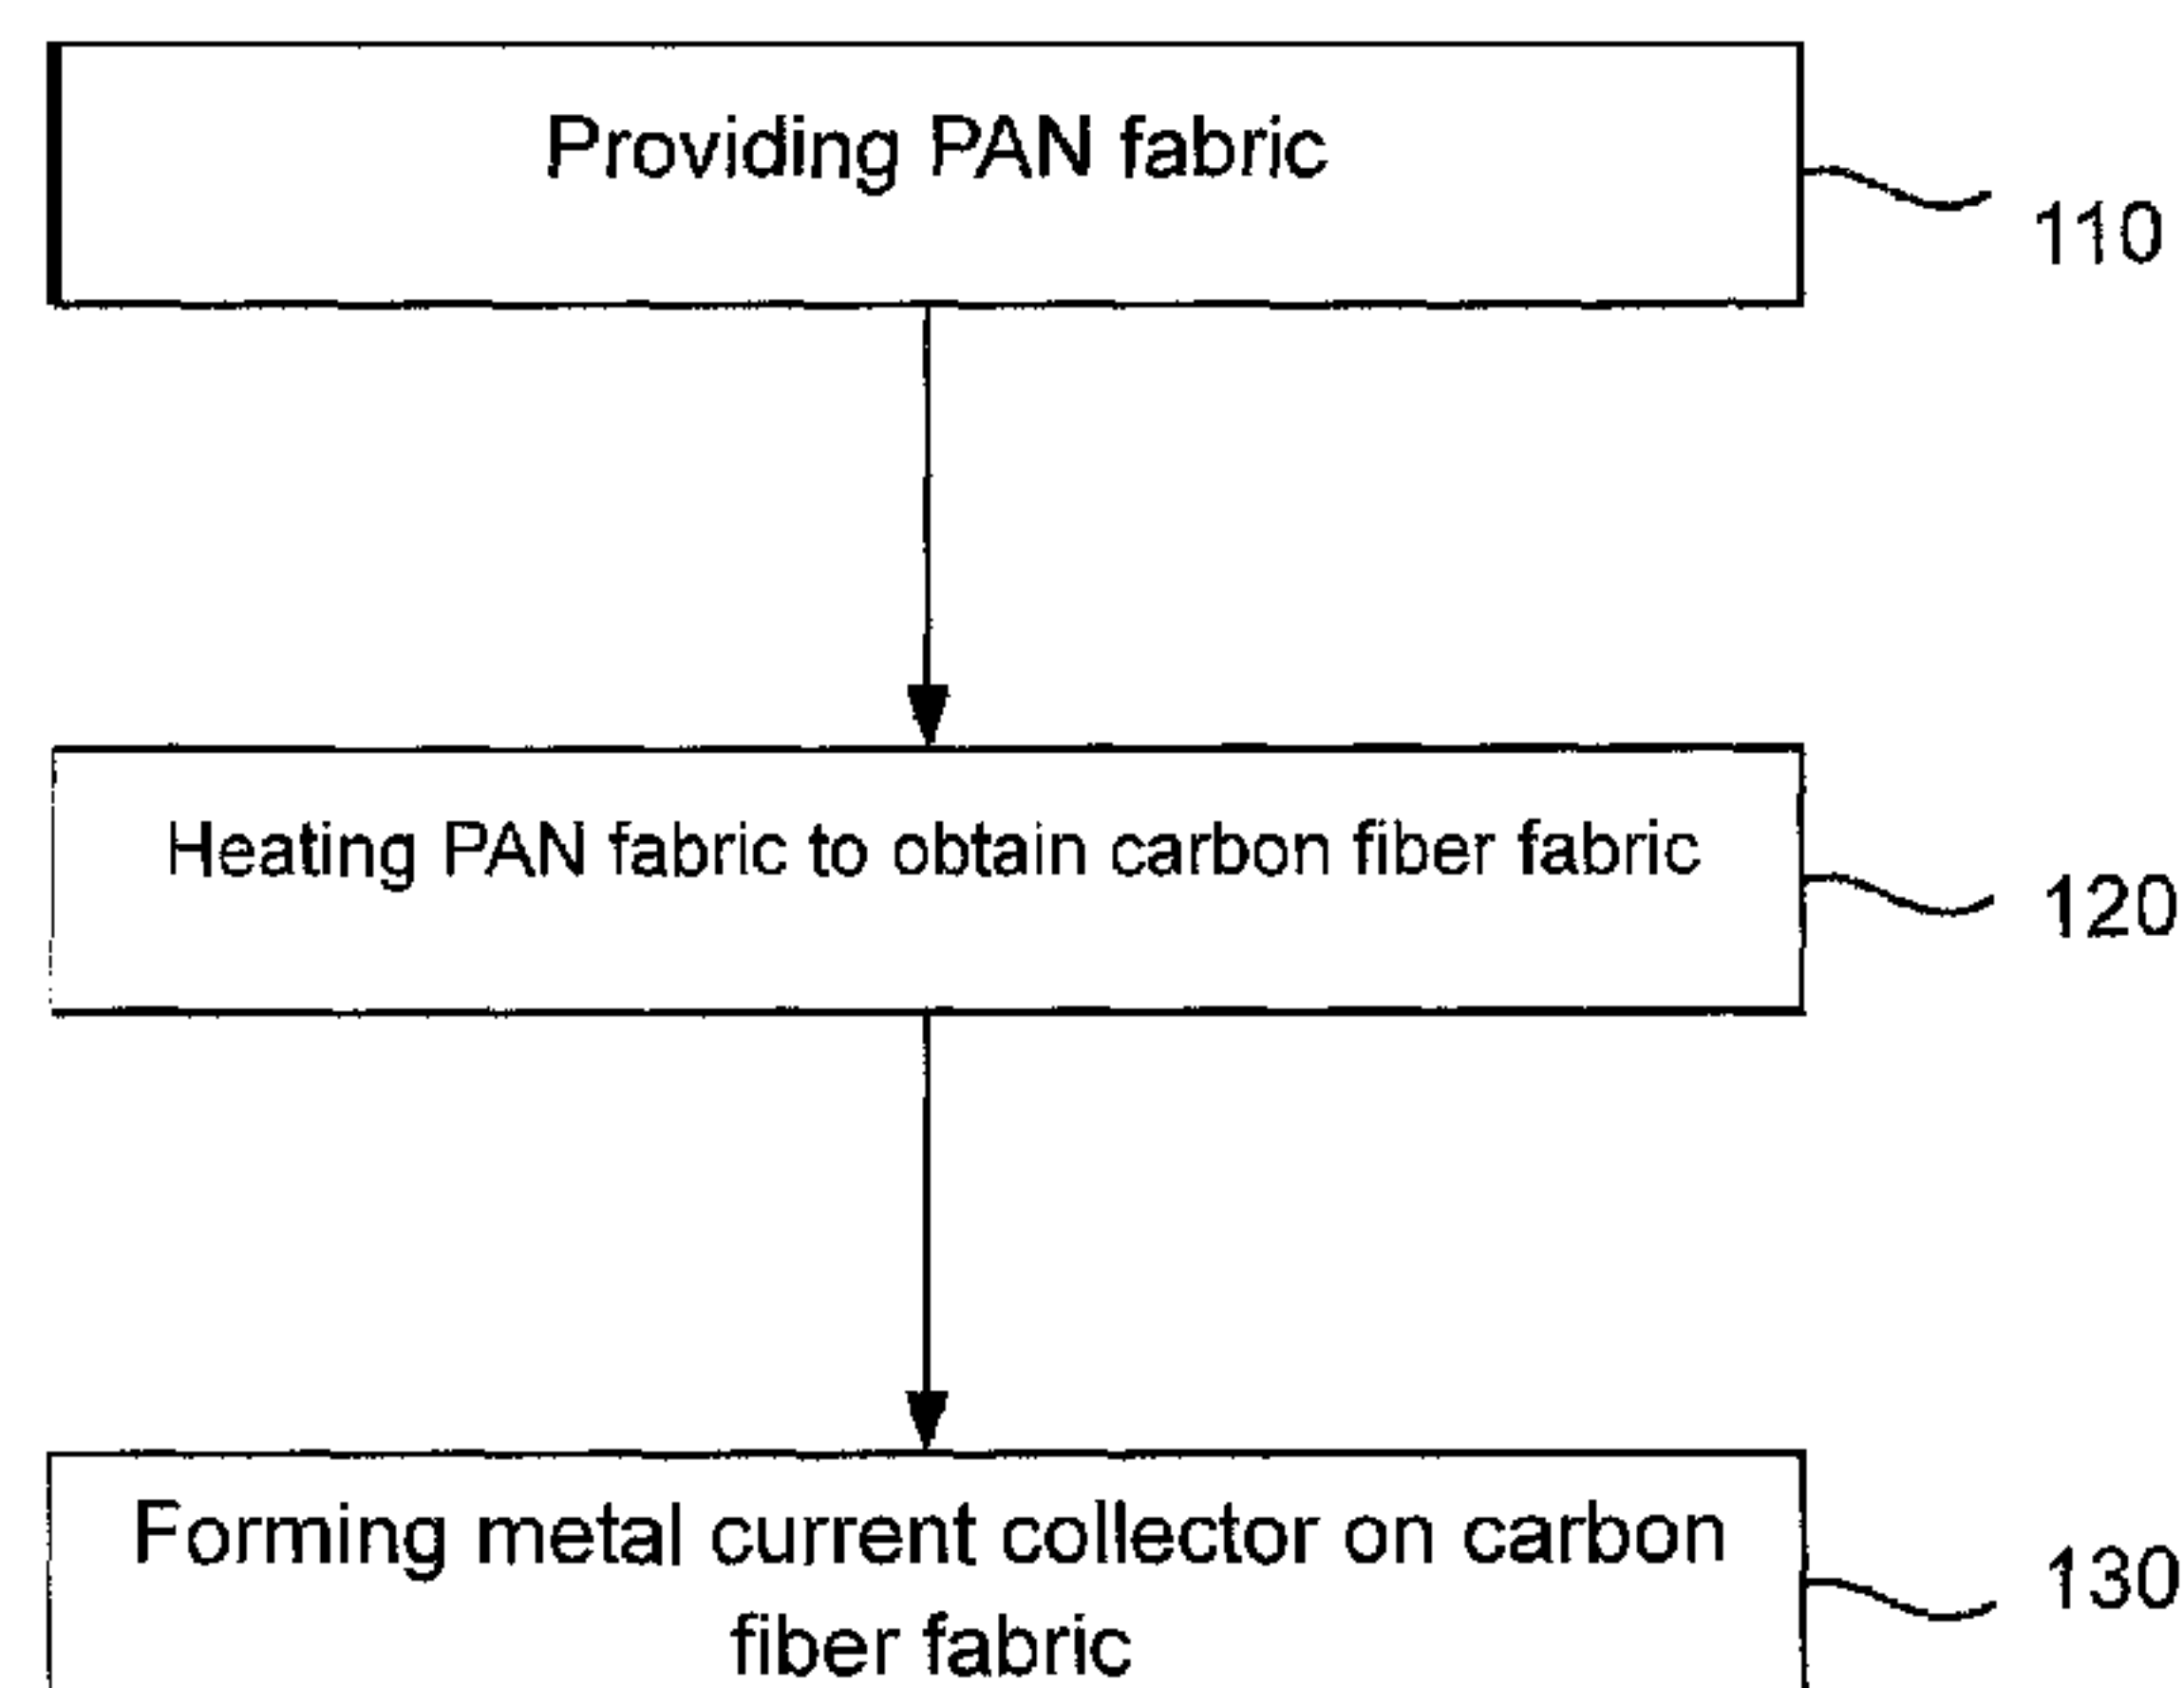 Providing PAN fabric
110
Heating PAN fabric to obtain carbon fiber fabric
120
Forming metal current collector on carbon
fiber fabric
130